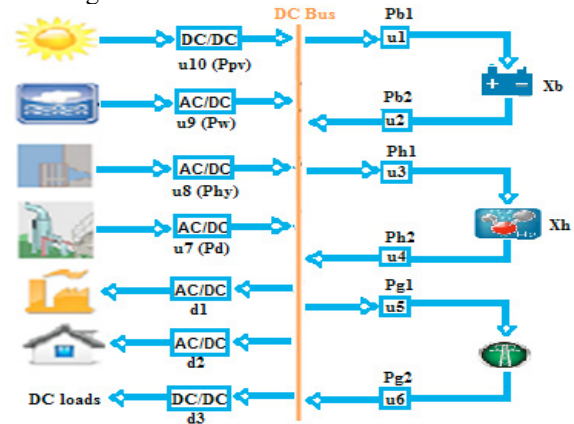 DC Bus
DC/DC
u10 (Ppv)
AC/DC
u9 (Pw)
AC/DC
u8 (Phy)
AC/DC
u7 (Pd)
AC/DC
d1
AC/DC
d2
DC loads
DC/DC
d3
Pb1
u1
Xb
Pb2
u2
Ph1
u3
Xh
Ph2
u4
Pg1
u5
Pg2
u6